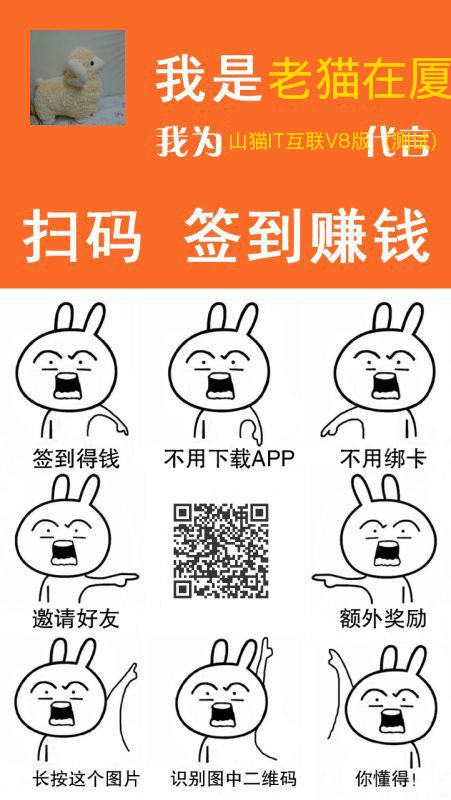 我是老猫在厦
我为山猫IT互联V8版 (测试)代言
扫码 签到赚钱
签到得钱 不用下载APP 不用绑卡
邀请好友 额外奖励
长按这个图片 识别图中二维码 你懂得!